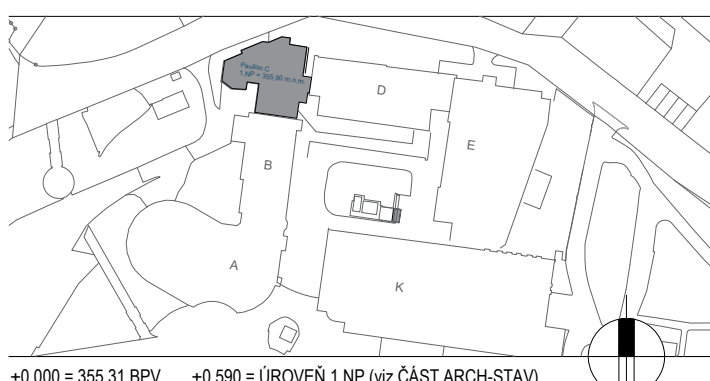 Pavilon C
1.NP = 355,90 m.n.m.
D
E
B
A
K
±0,000 = 355,31 BPV +0,590 = ÚROVEŇ 1.NP (viz ČÁST ARCH-STAV)